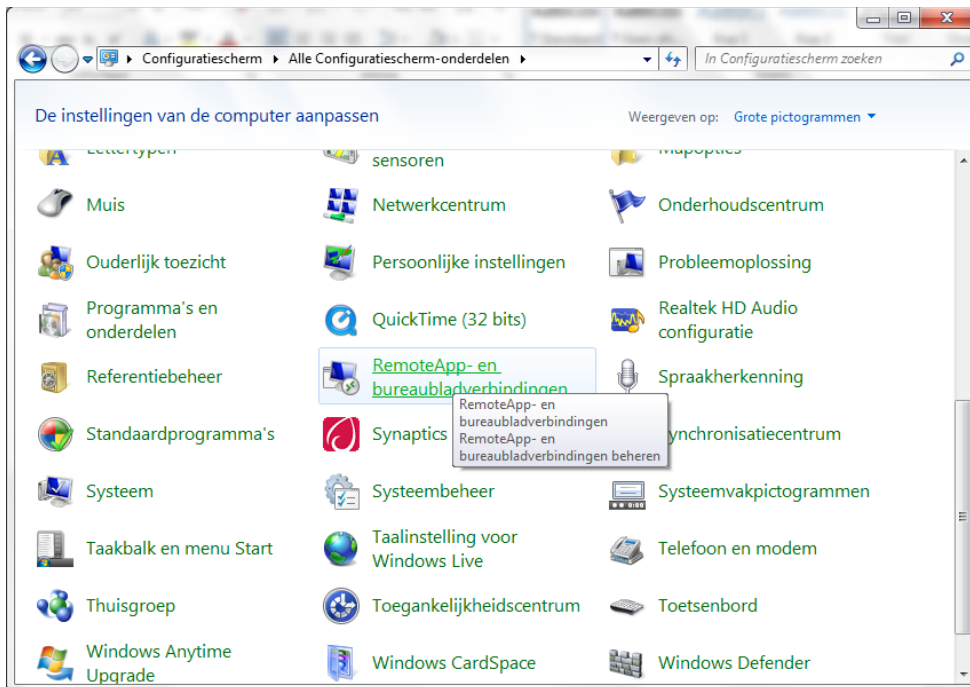 Configuratiescherm ▸ Alle Configuratiescherm-onderdelen ▸
In Configuratiescherm zoeken
De instellingen van de computer aanpassen
Weergeven op: Grote pictogrammen
Lettertypen
sensoren
Mapopties
Muis
Netwerkcentrum
Onderhoudscentrum
Ouderlijk toezicht
Persoonlijke instellingen
Probleemoplossing
Programma's en
onderdelen
QuickTime (32 bits)
Realtek HD Audio
configuratie
Referentiebeheer
RemoteApp- en
bureaubladverbindingen
Spraakherkenning
RemoteApp- en
bureaubladverbindingen
RemoteApp- en
bureaubladverbindingen beheren
Standaardprogramma's
Synaptics
ynchronisatiecentrum
Systeem
Systeembeheer
Systeemvakpictogrammen
Taakbalk en menu Start
Taalinstelling voor
Windows Live
Telefoon en modem
Thuisgroep
Toegankelijkheidscentrum
Toetsenbord
Windows Anytime
Upgrade
Windows CardSpace
Windows Defender